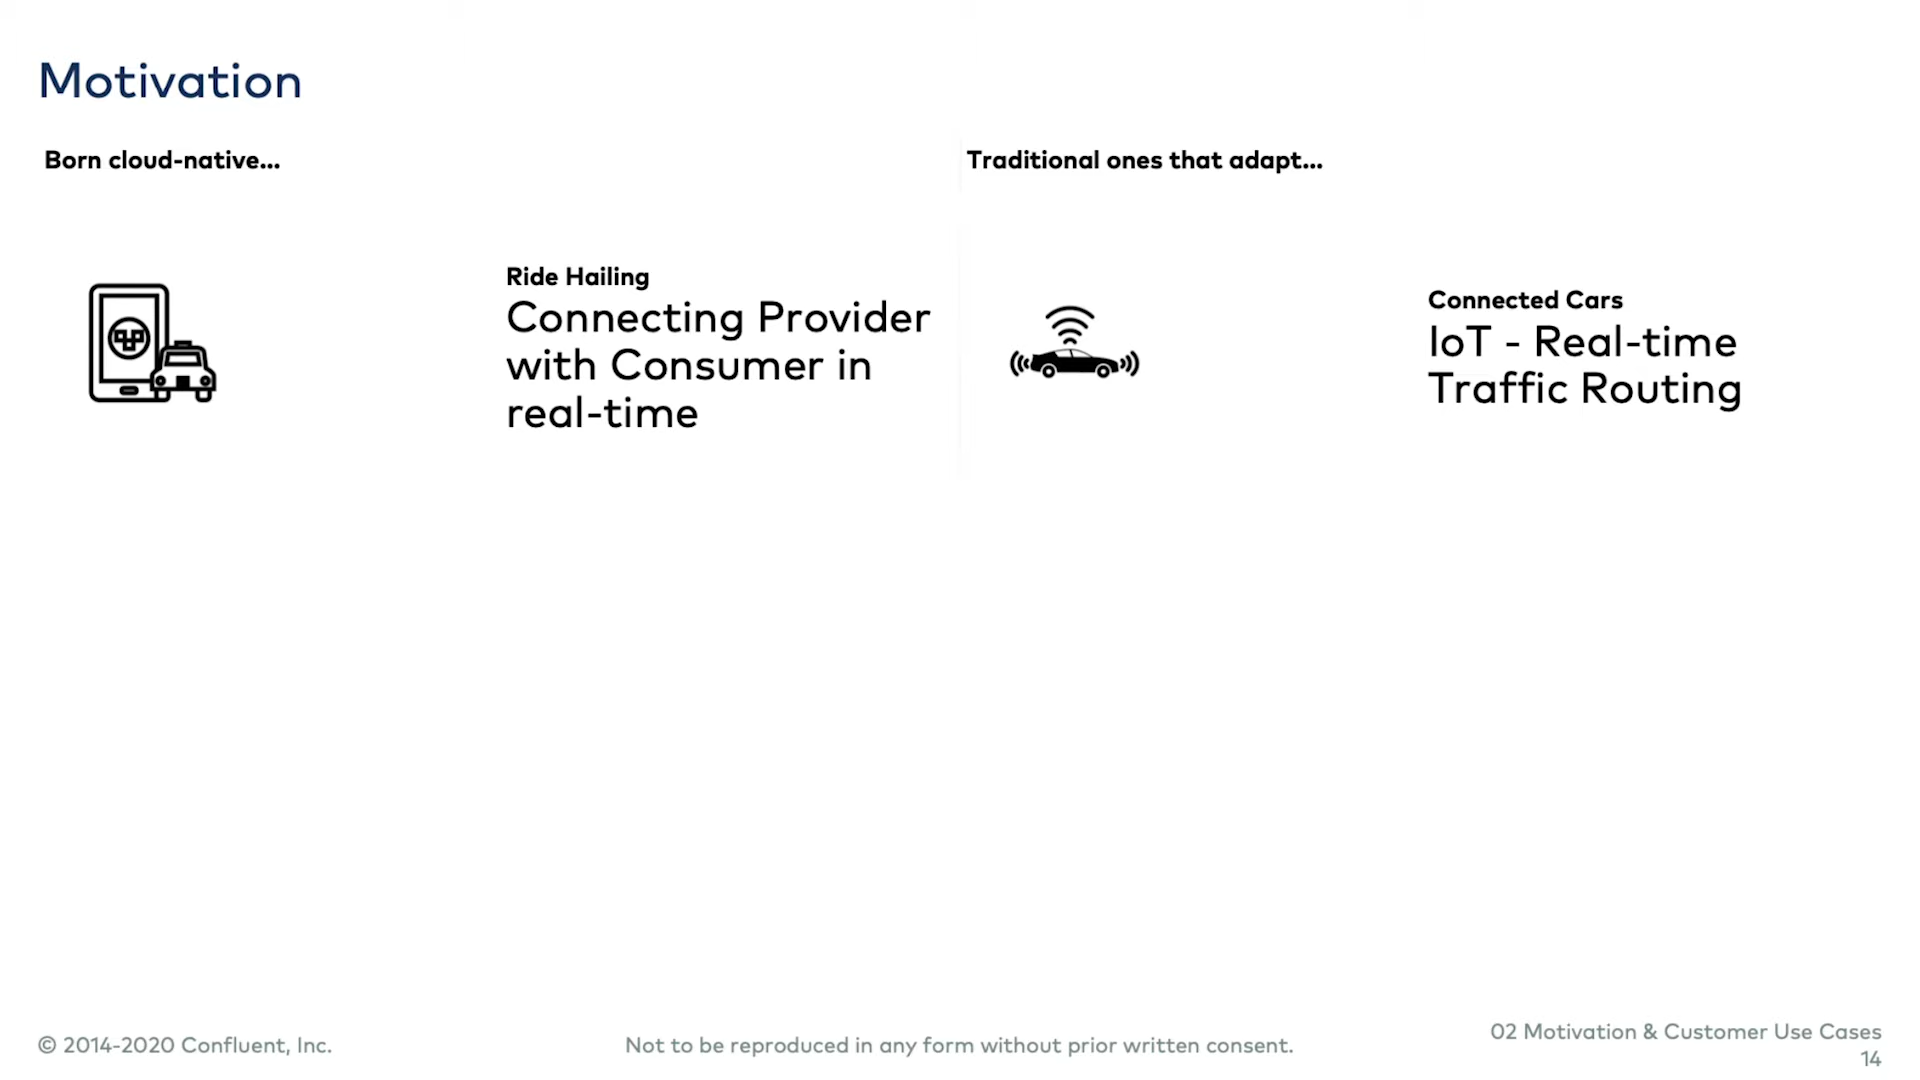 Motivation
Born cloud-native...
Ride Hailing
Connecting Provider
with Consumer in
real-time
Traditional ones that adapt...
Connected Cars
IoT - Real-time
Traffic Routing
© 2014-2020 Confluent, Inc.
Not to be reproduced in any form without prior written consent.
02 Motivation & Customer Use Cases
14